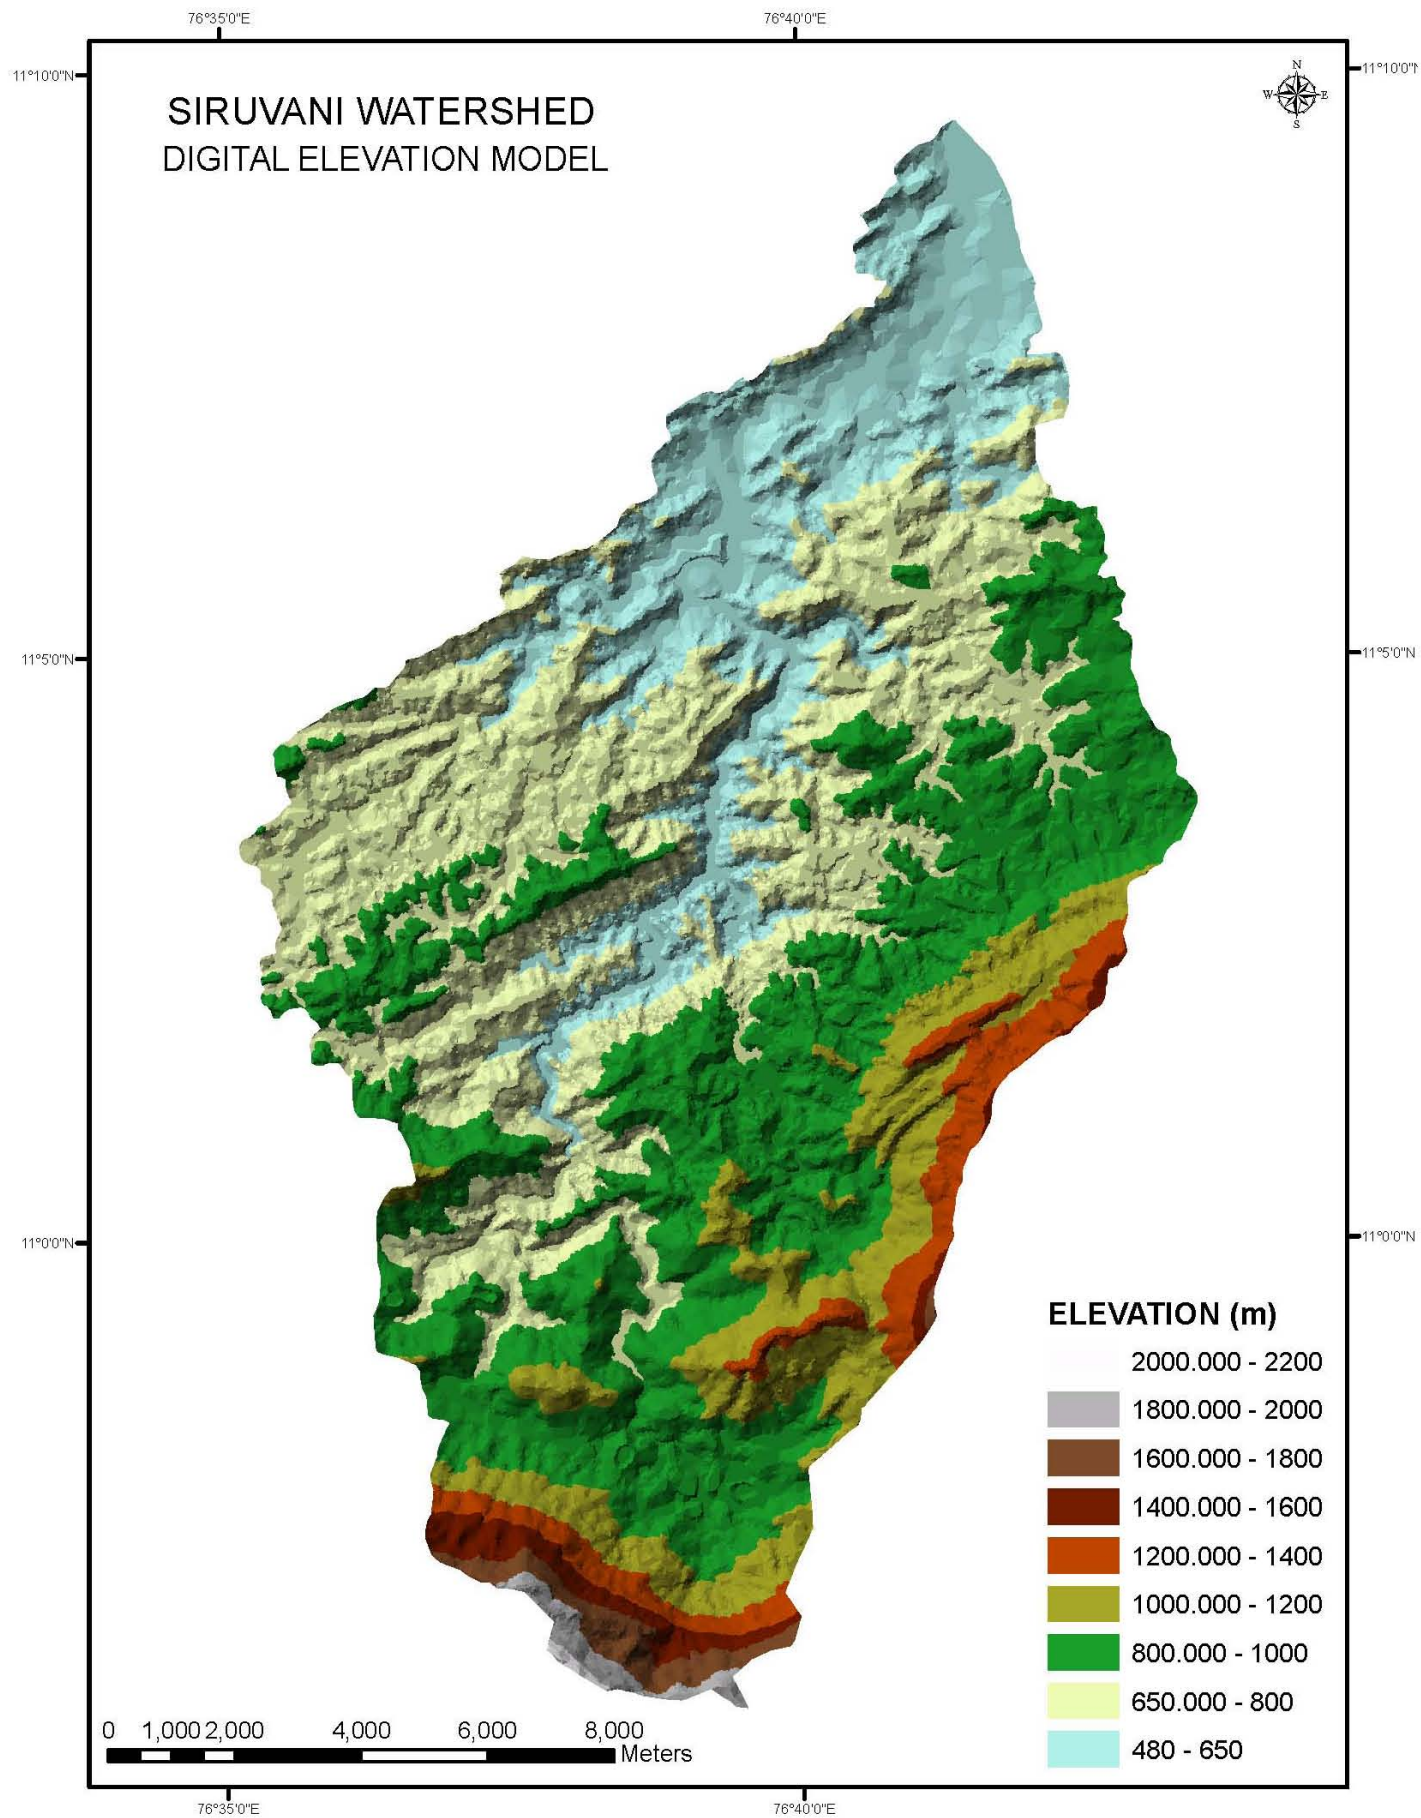 76°35'0"E 76°40'0"E
11°10'0"N 11°10'0"N
N
W E
S
SIRUVANI WATERSHED
DIGITAL ELEVATION MODEL
11°5'0"N 11°5'0"N
11°0'0"N 11°0'0"N
ELEVATION (m)
2000.000 - 2200
1800.000 - 2000
1600.000 - 1800
1400.000 - 1600
1200.000 - 1400
1000.000 - 1200
800.000 - 1000
650.000 - 800
480 - 650
0 1,000 2,000 4,000 6,000 8,000
Meters
76°35'0"E 76°40'0"E